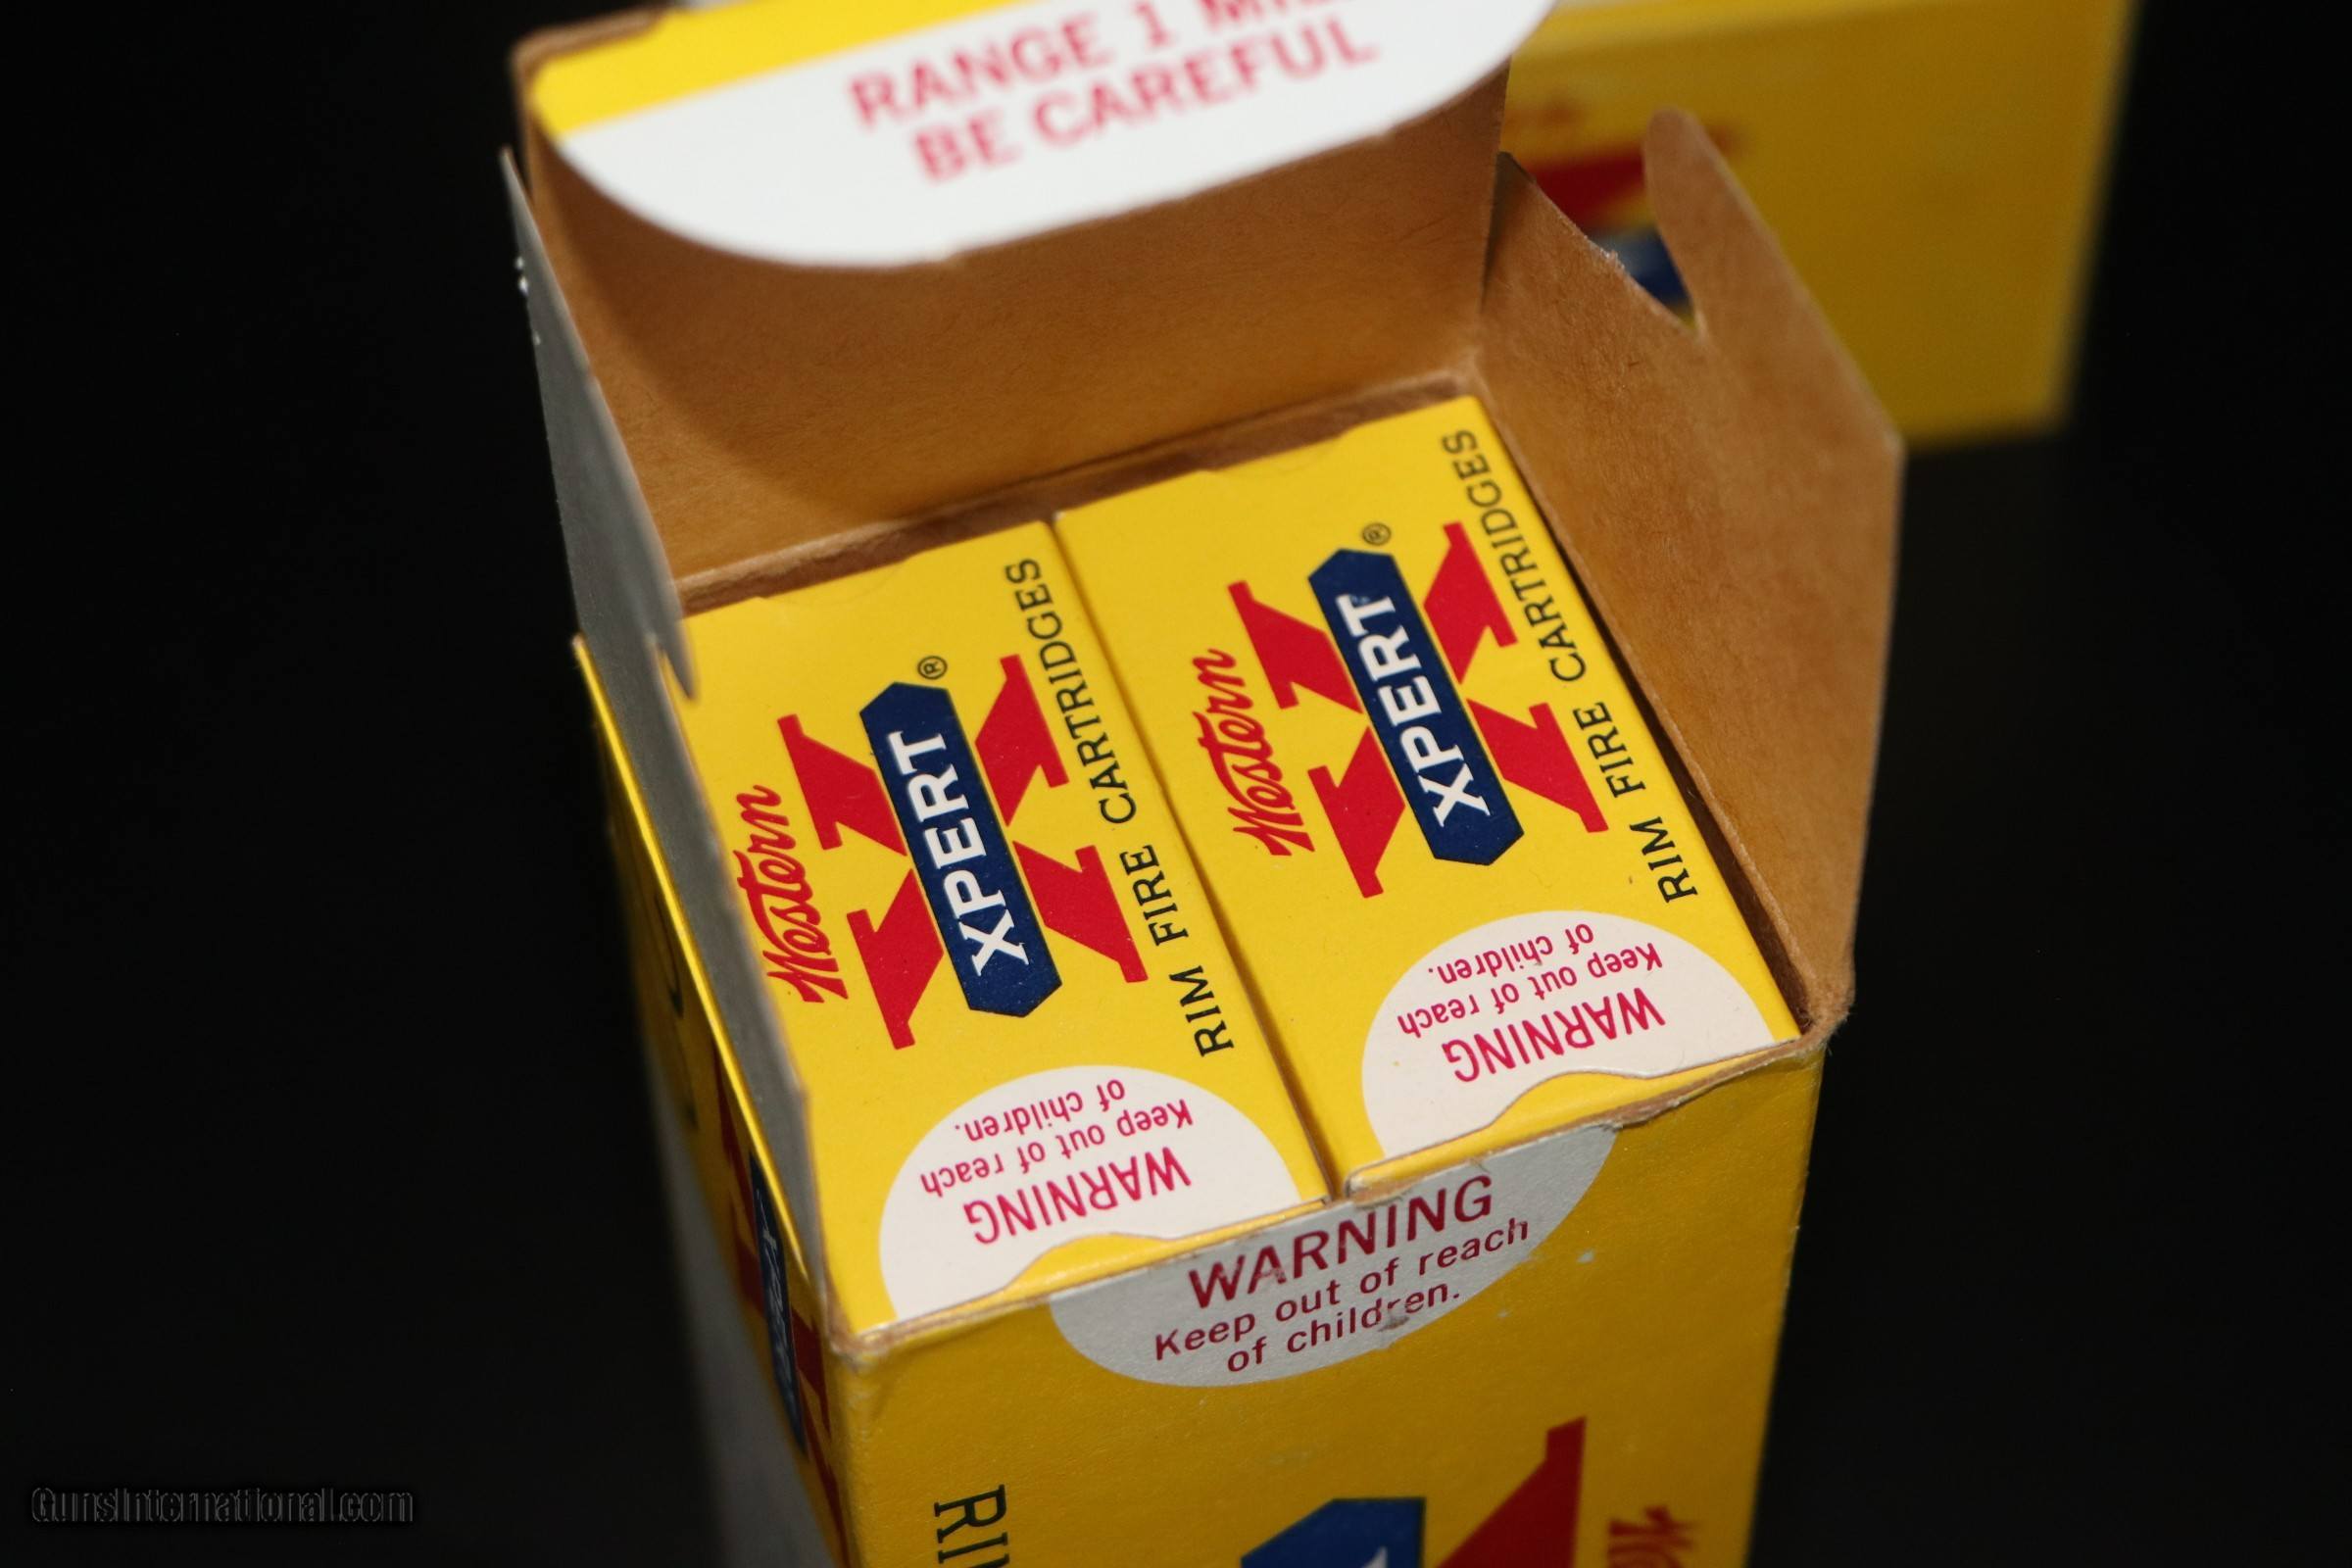 RANGE 1
BE CAREFUL
Western
XPERT®
RIM FIRE CARTRIDGES
WARNING
Keep out of reach
of children.
Western
XPERT®
RIM FIRE CARTRIDGES
WARNING
Keep out of reach
of children.
WARNING
Keep out of reach
of children.
GunsInternational.com